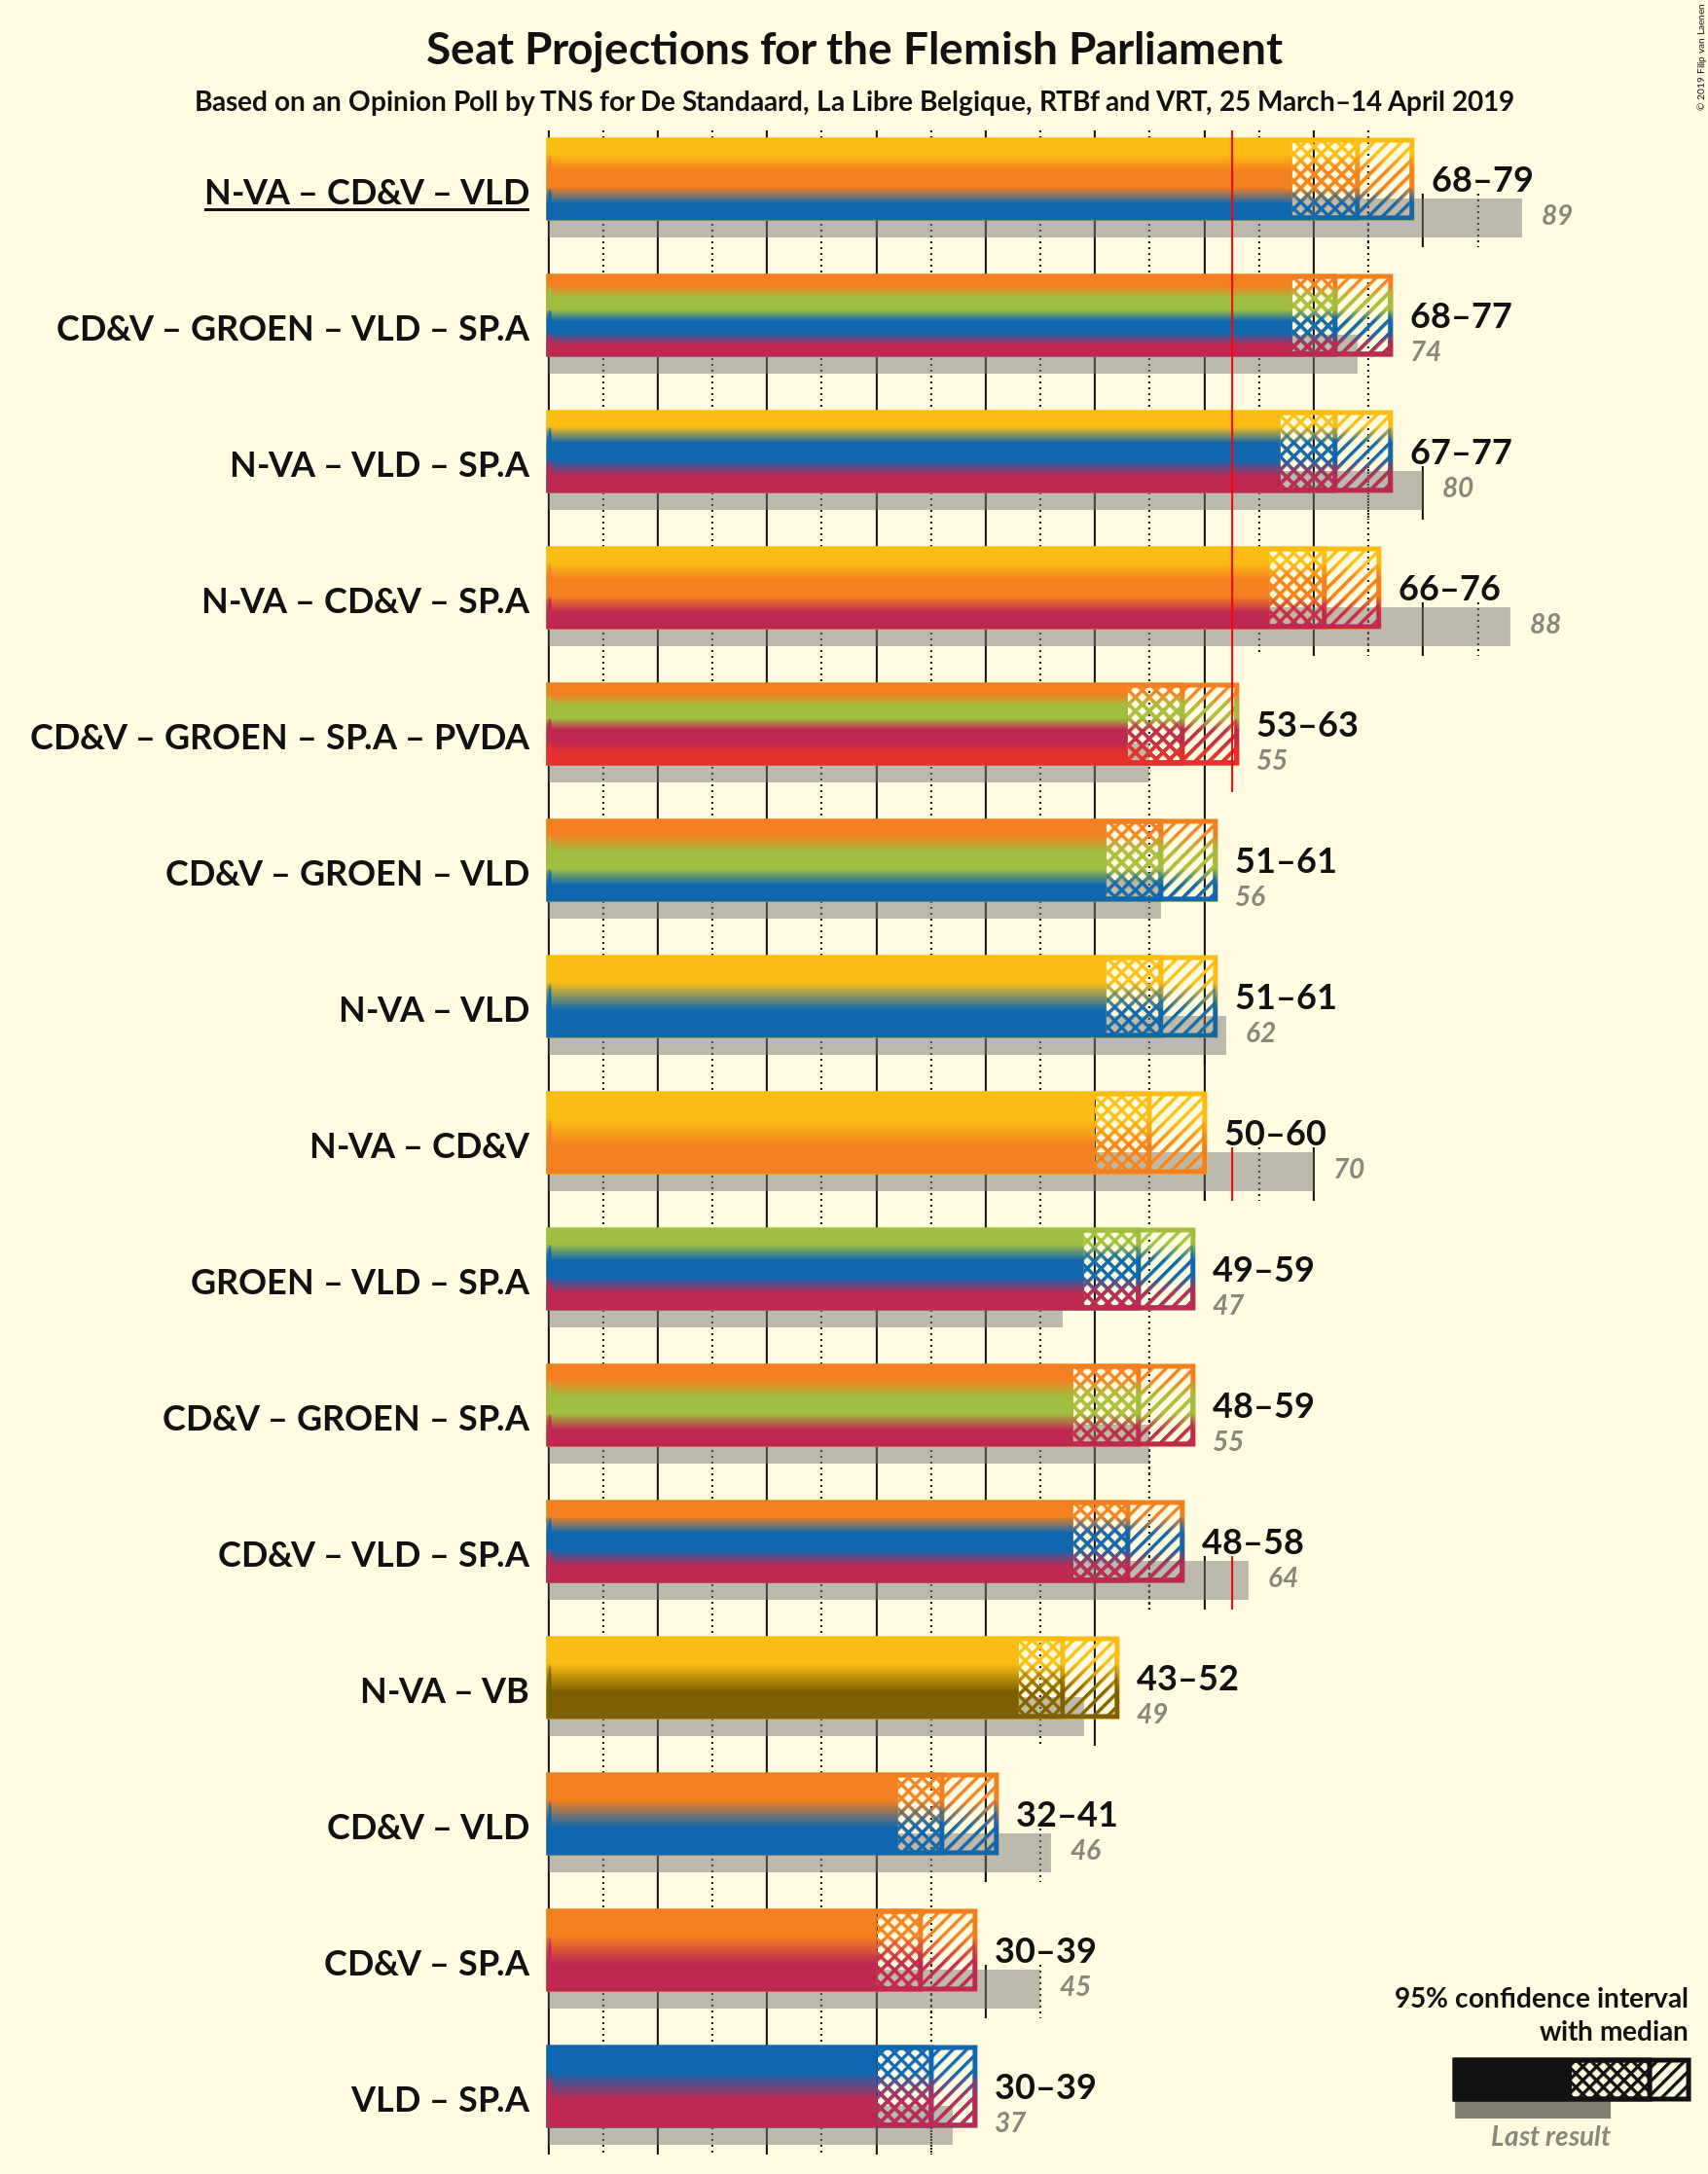 Seat Projections for the Flemish Parliament
Based on an Opinion Poll by TNS for De Standaard, La Libre Belgique, RTBf and VRT, 25 March–14 April 2019
© 2019 Filip van Laenen
N-VA – CD&V – VLD
68–79
89
CD&V – GROEN – VLD – SP.A
68–77
74
N-VA – VLD – SP.A
67–77
80
N-VA – CD&V – SP.A
66–76
88
CD&V – GROEN – SP.A – PVDA
53–63
55
CD&V – GROEN – VLD
51–61
56
N-VA – VLD
51–61
62
N-VA – CD&V
50–60
70
GROEN – VLD – SP.A
49–59
47
CD&V – GROEN – SP.A
48–59
55
CD&V – VLD – SP.A
48–58
64
N-VA – VB
43–52
49
CD&V – VLD
32–41
46
CD&V – SP.A
30–39
45
VLD – SP.A
30–39
37
95% confidence interval
with median
Last result